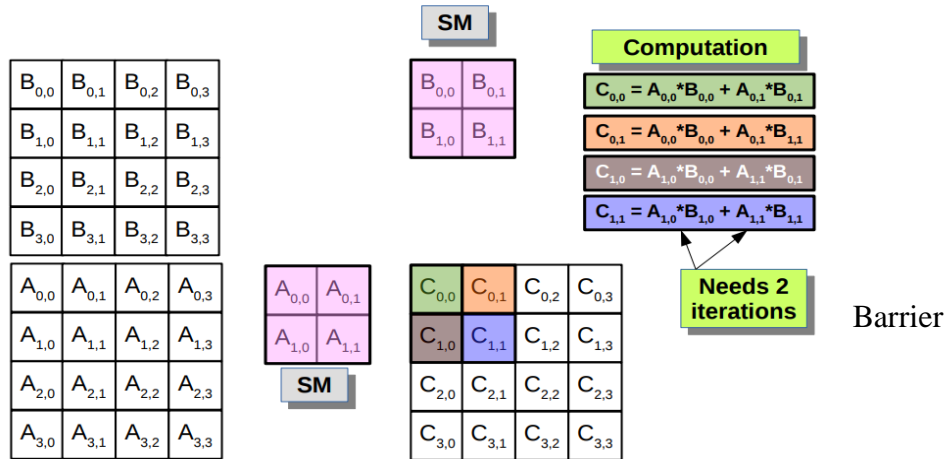 SM
Computation
B0,0 B0,1 B0,2 B0,3
B1,0 B1,1 B1,2 B1,3
B2,0 B2,1 B2,2 B2,3
B3,0 B3,1 B3,2 B3,3
B0,0 B0,1
B1,0 B1,1
C0,0 = A0,0*B0,0 + A0,1*B0,1
C0,1 = A0,0*B0,0 + A0,1*B1,1
C1,0 = A1,0*B0,0 + A1,1*B0,1
C1,1 = A1,0*B1,0 + A1,1*B1,1
Needs 2
iterations
Barrier
A0,0 A0,1 A0,2 A0,3
A1,0 A1,1 A1,2 A1,3
A2,0 A2,1 A2,2 A2,3
A3,0 A3,1 A3,2 A3,3
A0,0 A0,1
A1,0 A1,1
SM
C0,0 C0,1 C0,2 C0,3
C1,0 C1,1 C1,2 C1,3
C2,0 C2,1 C2,2 C2,3
C3,0 C3,1 C3,2 C3,3